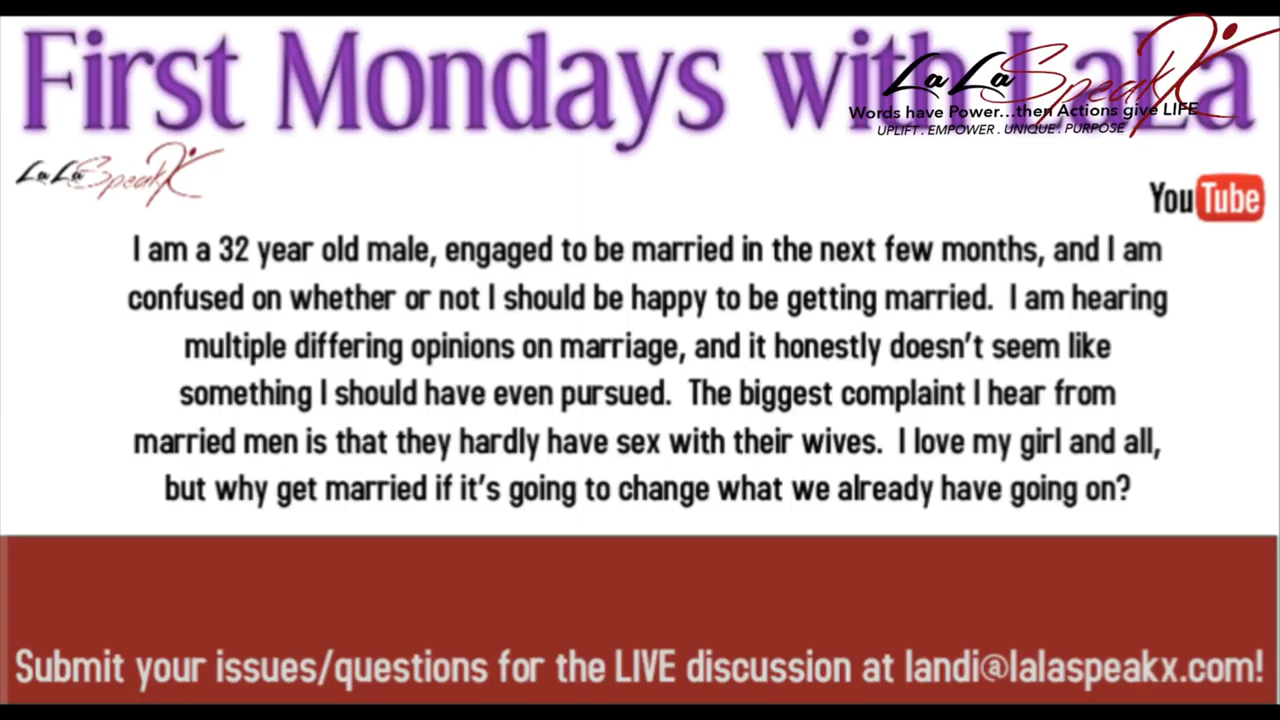 First Mondays with LaLa
LaLa SpeakX
Words have Power...then Actions give LIFE
UPLIFT . EMPOWER . UNIQUE . PURPOSE
LaLa SpeakX
YouTube
I am a 32 year old male, engaged to be married in the next few months, and I am
confused on whether or not I should be happy to be getting married.  I am hearing
multiple differing opinions on marriage, and it honestly doesn't seem like
something I should have even pursued.  The biggest complaint I hear from
married men is that they hardly have sex with their wives.  I love my girl and all,
but why get married if it's going to change what we already have going on?
Submit your issues/questions for the LIVE discussion at landi@lalaspeakx.com!